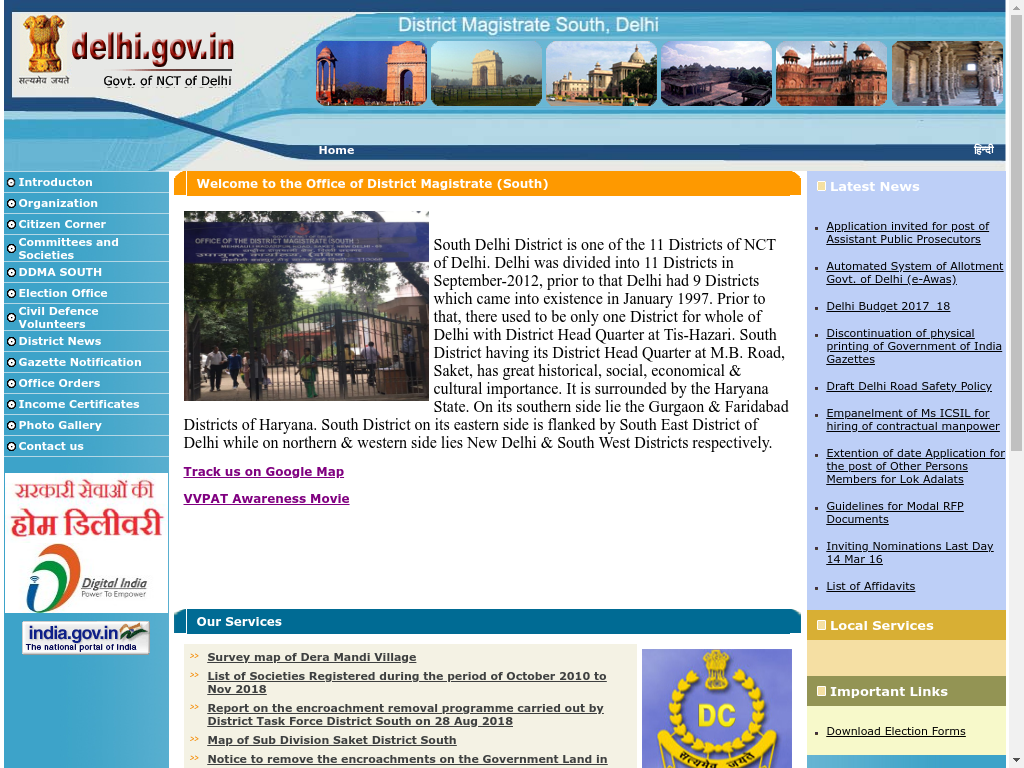 District Magistrate South, Delhi
delhi.gov.in
सत्यमेव जयते
Govt. of NCT of Delhi
Home
हिन्दी
Introducton
Organization
Citizen Corner
Committees and
Societies
DDMA SOUTH
Election Office
Civil Defence
Volunteers
District News
Gazette Notification
Office Orders
Income Certificates
Photo Gallery
Contact us
सरकारी सेवाओं की
होम डिलीवरी
Digital India
Power To Empower
india.gov.in
The national portal of India
Welcome to the Office of District Magistrate (South)
OFFICE OF THE DISTRICT MAGISTRATE (SOUTH
South Delhi District is one of the 11 Districts of NCT
of Delhi. Delhi was divided into 11 Districts in
September-2012, prior to that Delhi had 9 Districts
which came into existence in January 1997. Prior to
that, there used to be only one District for whole of
Delhi with District Head Quarter at Tis-Hazari. South
District having its District Head Quarter at M.B. Road,
Saket, has great historical, social, economical &
cultural importance. It is surrounded by the Haryana
State. On its southern side lie the Gurgaon & Faridabad
Districts of Haryana. South District on its eastern side is flanked by South East District of
Delhi while on northern & western side lies New Delhi & South West Districts respectively.
Track us on Google Map
VVPAT Awareness Movie
Our Services
>> Survey map of Dera Mandi Village
>> List of Societies Registered during the period of October 2010 to
Nov 2018
>> Report on the encroachment removal programme carried out by
District Task Force District South on 28 Aug 2018
>> Map of Sub Division Saket District South
>> Notice to remove the encroachments on the Government Land in
DC
सत्यमेव जयते
Latest News
Application invited for post of
Assistant Public Prosecutors
Automated System of Allotment
Govt. of Delhi (e-Awas)
Delhi Budget 2017_18
Discontinuation of physical
printing of Government of India
Gazettes
Draft Delhi Road Safety Policy
Empanelment of Ms ICSIL for
hiring of contractual manpower
Extention of date Application for
the post of Other Persons
Members for Lok Adalats
Guidelines for Modal RFP
Documents
Inviting Nominations Last Day
14 Mar 16
List of Affidavits
Local Services
Important Links
Download Election Forms